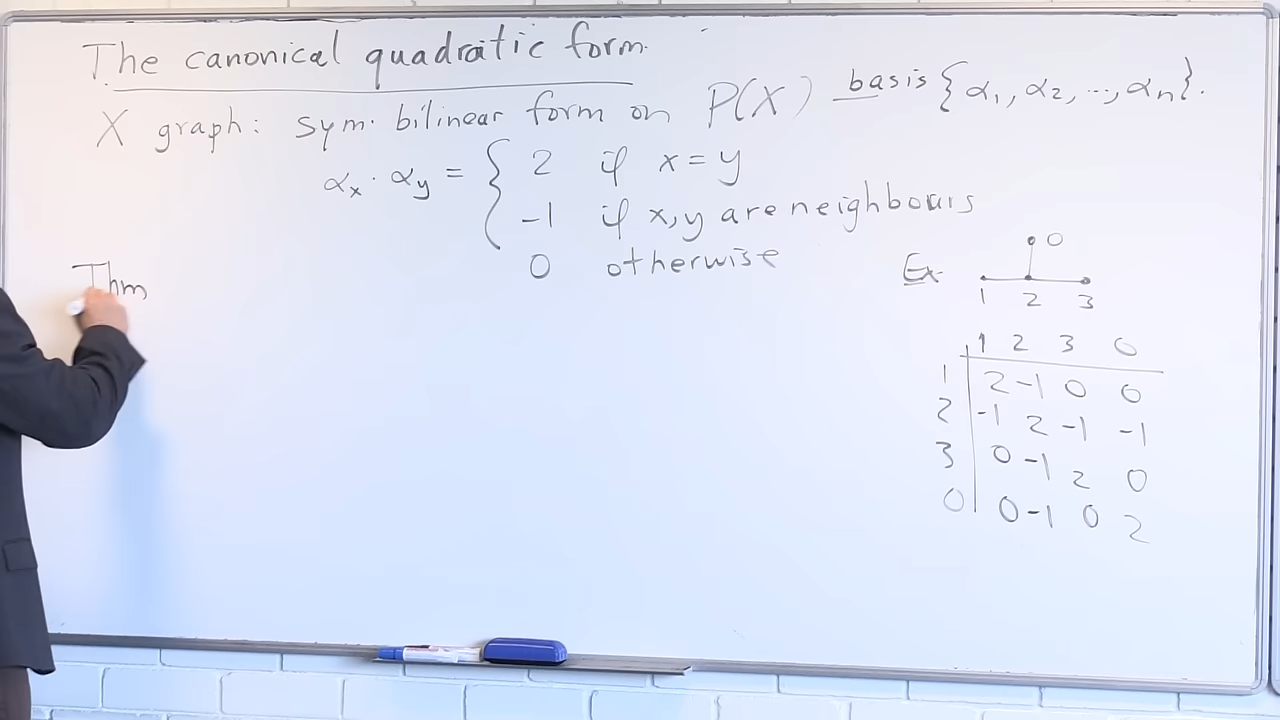 The canonical quadratic form.
X graph: sym. bilinear form on P(X) basis {α₁, α₂, ..., αₙ}.
αₓ · α_y = { 2 if x = y
-1 if x,y are neighbours
0 otherwise
Thm
Ex.
0
1 2 3
1 2 3 0
1 2 -1 0 0
2 -1 2 -1 -1
3 0 -1 2 0
0 0 -1 0 2